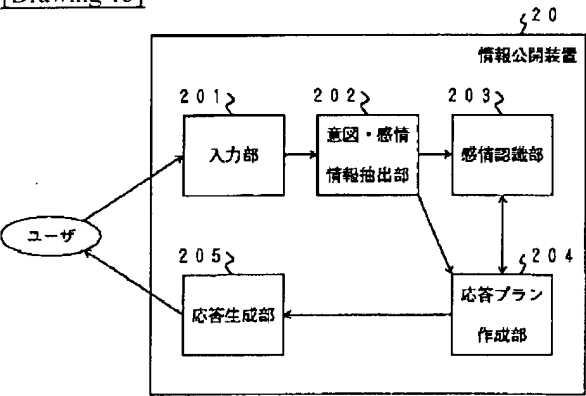 20
情報公開装置
201
202
203
入力部
意図・感情
情報抽出部
感情認識部
ユーザ
205
204
応答生成部
応答プラン
作成部